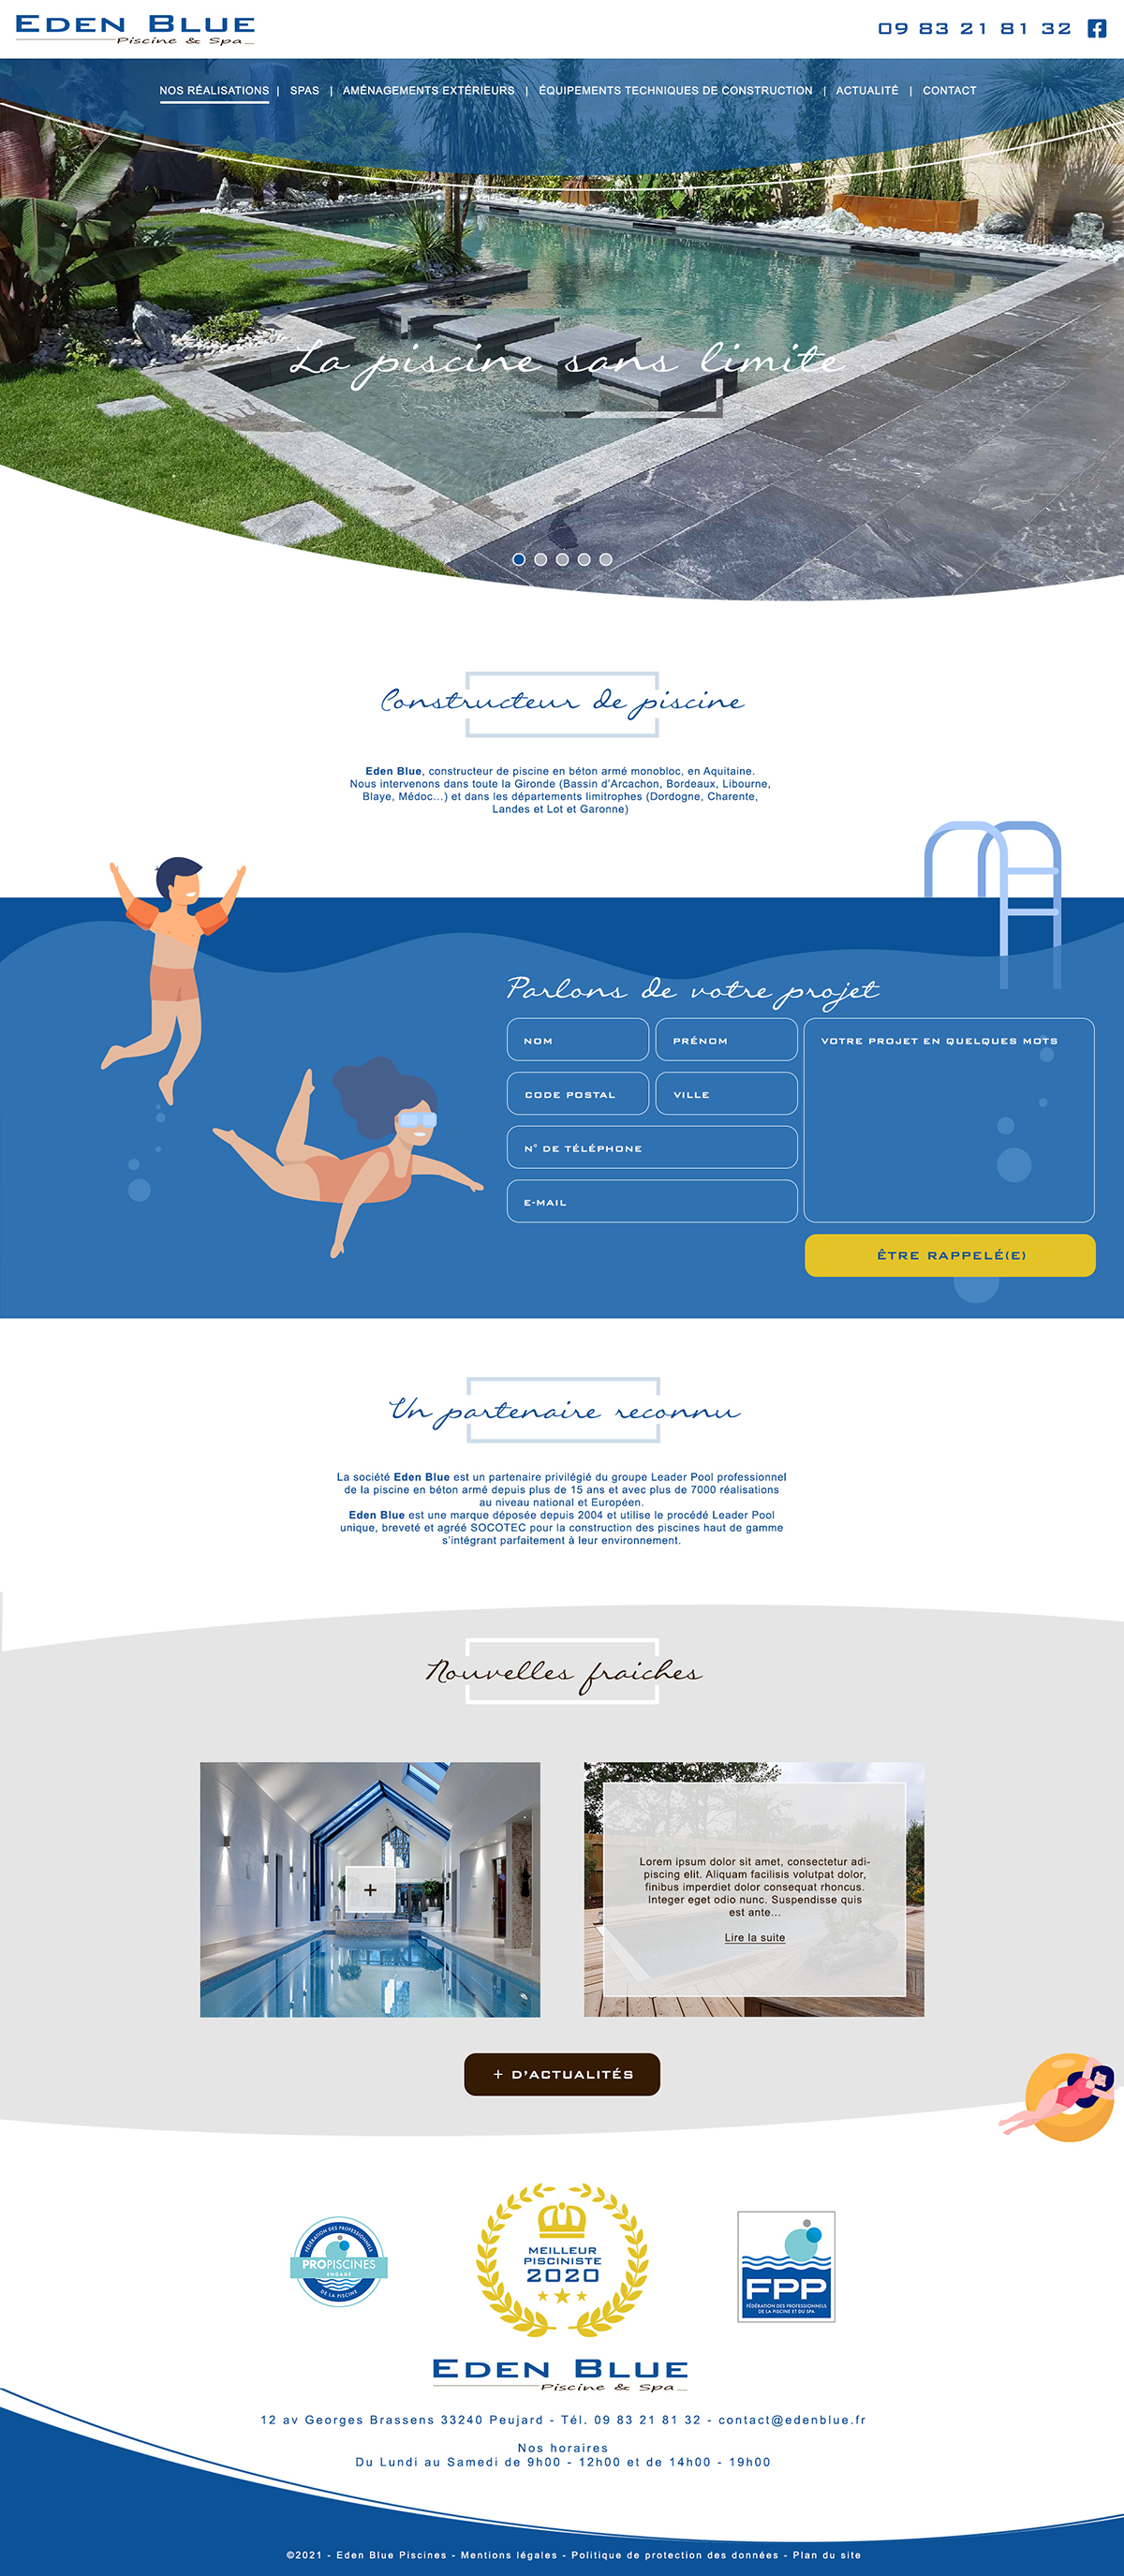 EDEN BLUE
Piscine & Spa
09 83 21 81 32
NOS RÉALISATIONS | SPAS | AMÉNAGEMENTS EXTÉRIEURS | ÉQUIPEMENTS TECHNIQUES DE CONSTRUCTION | ACTUALITÉ | CONTACT
La piscine sans limite
Constructeur de piscine
Eden Blue, constructeur de piscine en béton armé monobloc, en Aquitaine.
Nous intervenons dans toute la Gironde (Bassin d'Arcachon, Bordeaux, Libourne,
Blaye, Médoc...) et dans les départements limitrophes (Dordogne, Charente,
Landes et Lot et Garonne)
Parlons de votre projet
NOM
PRÉNOM
VOTRE PROJET EN QUELQUES MOTS
CODE POSTAL
VILLE
N° DE TÉLÉPHONE
E-MAIL
ÊTRE RAPPELÉ(E)
Un partenaire reconnu
La société Eden Blue est un partenaire privilégié du groupe Leader Pool professionnel
de la piscine en béton armé depuis plus de 15 ans et avec plus de 7000 réalisations
au niveau national et Européen.
Eden Blue est une marque déposée depuis 2004 et utilise le procédé Leader Pool
unique, breveté et agréé SOCOTEC pour la construction des piscines haut de gamme
s'intégrant parfaitement à leur environnement.
Nouvelles fraiches
+
Lorem ipsum dolor sit amet, consectetur adi-
piscing elit. Aliquam facilisis volutpat dolor,
finibus imperdiet dolor consequat rhoncus.
Integer eget odio nunc. Suspendisse quis
est ante...
Lire la suite
+ D'ACTUALITÉS
FÉDÉRATION DES PROFESSIONNELS
PROPISCINES
ENGAGÉ
DE LA PISCINE
MEILLEUR
PISCINISTE
2020
FPP
FÉDÉRATION DES PROFESSIONNELS
DE LA PISCINE ET DU SPA
EDEN BLUE
Piscine & Spa
12 av Georges Brassens 33240 Peujard - Tél. 09 83 21 81 32 - contact@edenblue.fr
Nos horaires
Du Lundi au Samedi de 9h00 - 12h00 et de 14h00 - 19h00
©2021 - Eden Blue Piscines - Mentions légales - Politique de protection des données - Plan du site